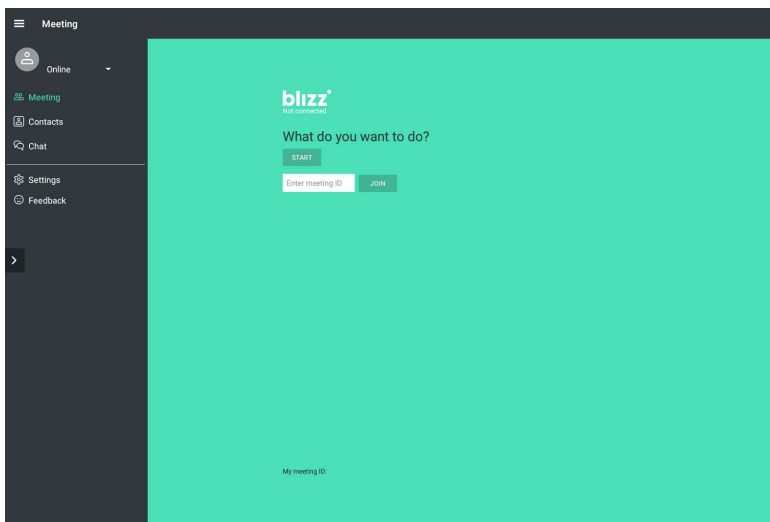 Meeting
Online
Meeting
Contacts
Chat
Settings
Feedback
blizz
Not connected
What do you want to do?
START
Enter meeting ID
JOIN
My meeting ID: